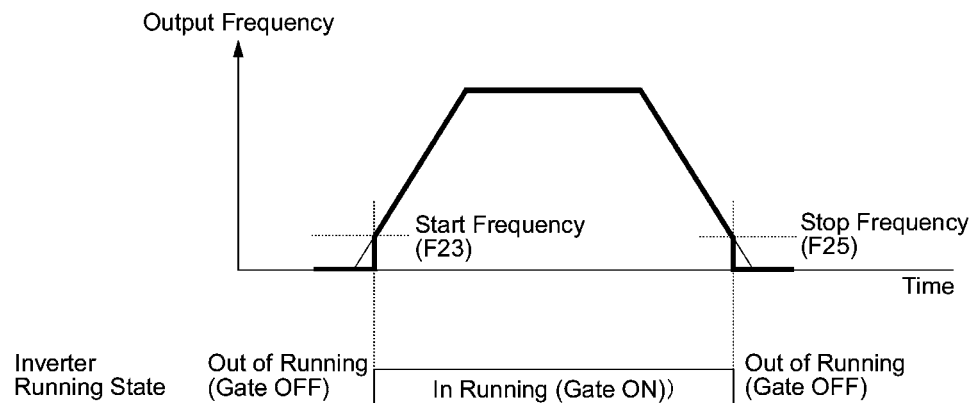 Output Frequency
Start Frequency
(F23)
Stop Frequency
(F25)
Time
Inverter
Running State
Out of Running
(Gate OFF)
In Running (Gate ON))
Out of Running
(Gate OFF)